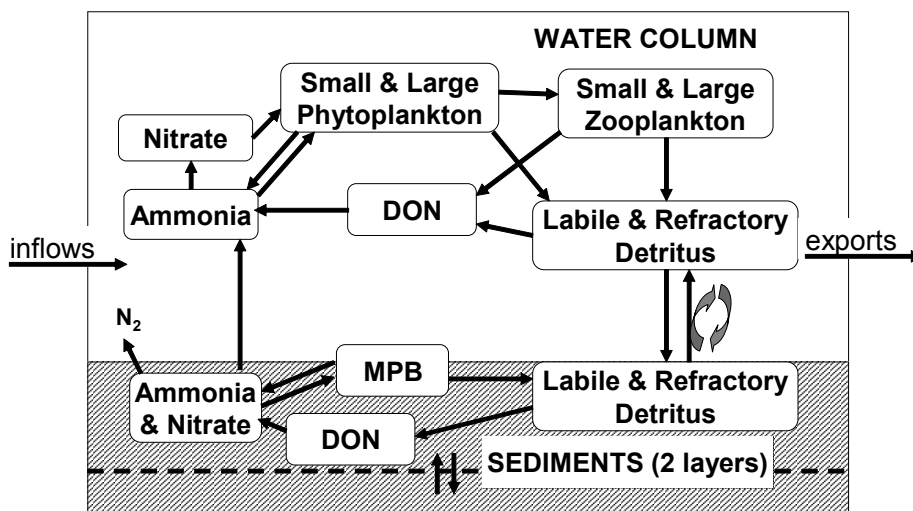 WATER COLUMN
Small & Large
Phytoplankton
Small & Large
Zooplankton
Nitrate
Ammonia
DON
Labile & Refractory
Detritus
inflows
exports
N₂
MPB
Ammonia
& Nitrate
Labile & Refractory
Detritus
DON
SEDIMENTS (2 layers)